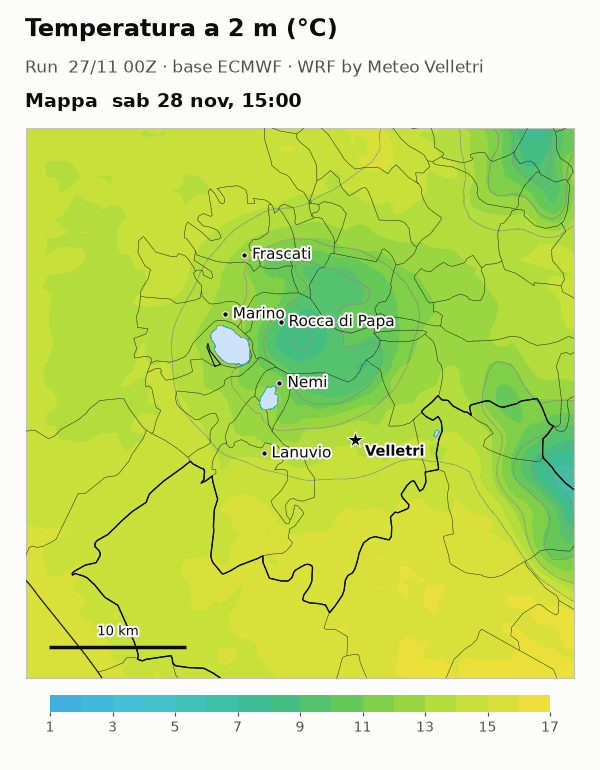 Temperatura a 2 m (°C)
Run 27/11 00Z · base ECMWF · WRF by Meteo Velletri
Mappa sab 28 nov, 15:00
Frascati
Marino
Rocca di Papa
Nemi
Velletri
Lanuvio
10 km
1 3 5 7 9 11 13 15 17